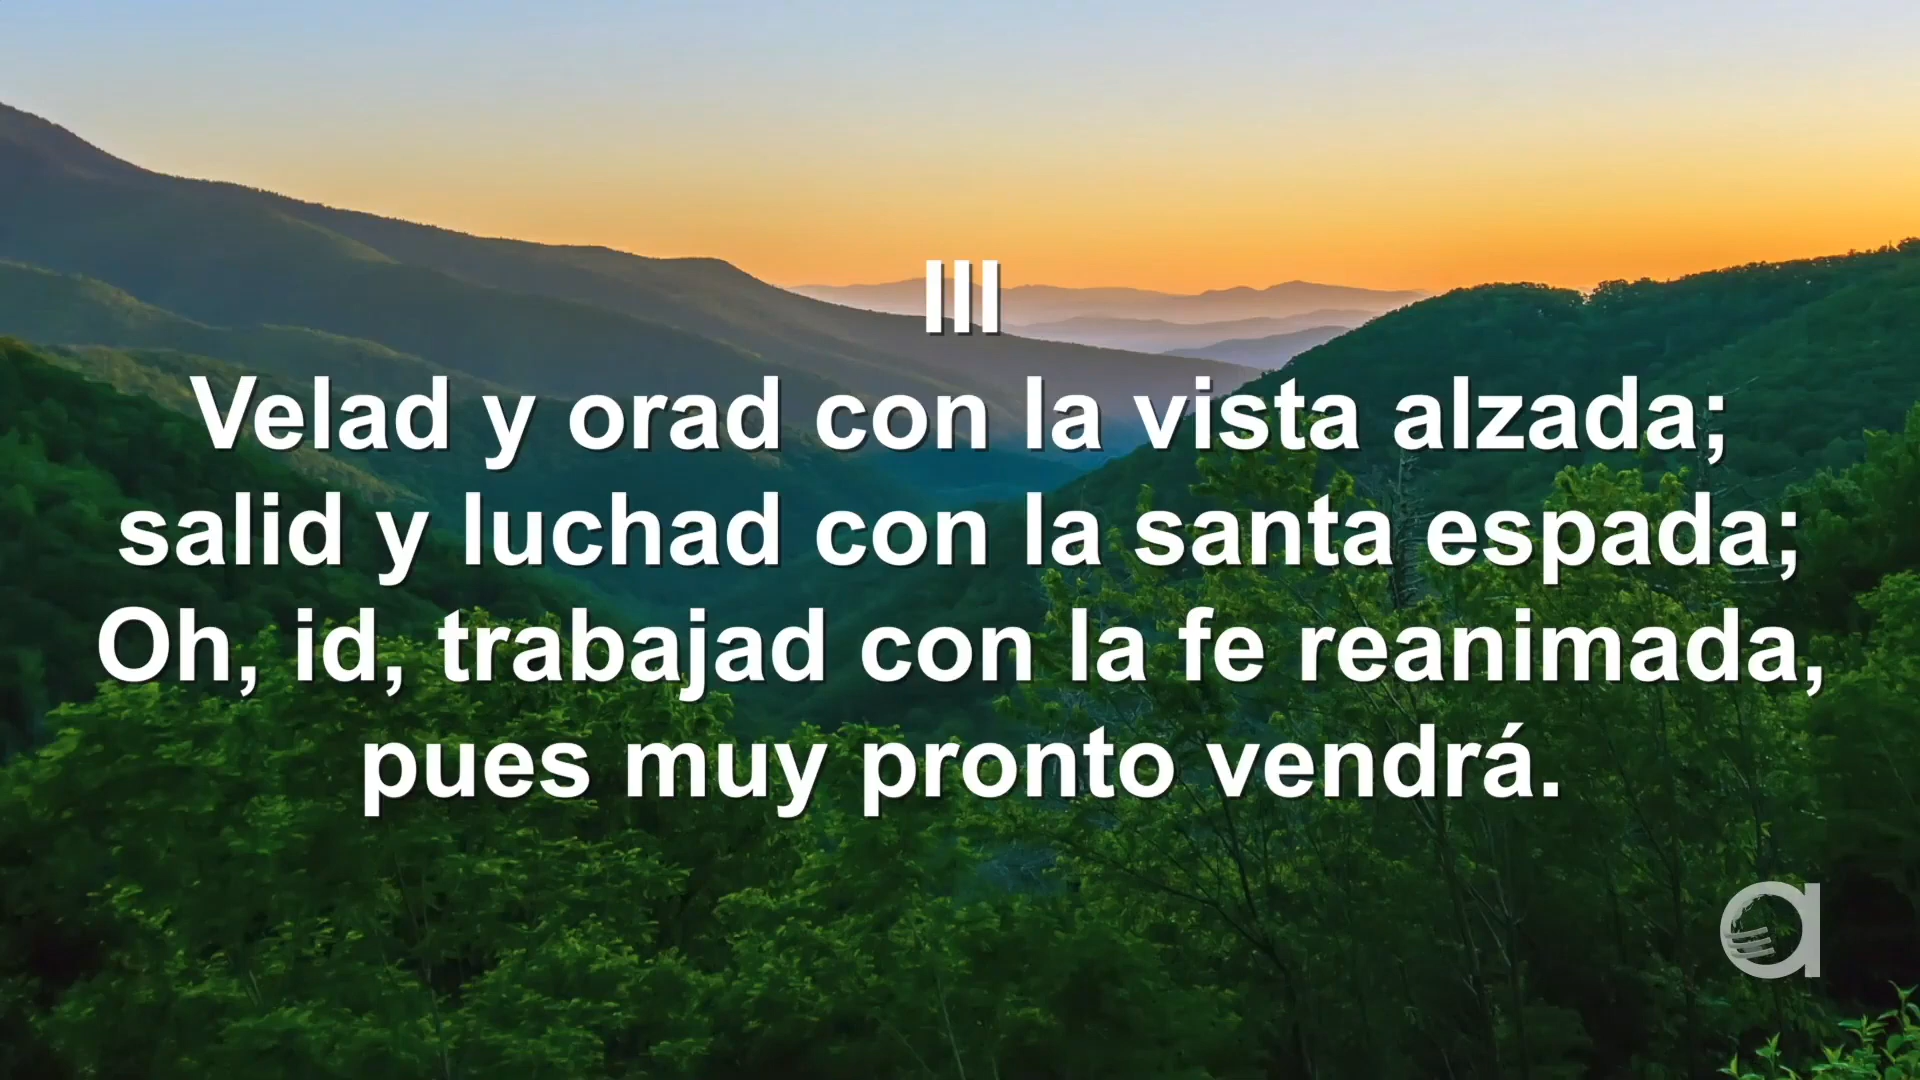 III
Velad y orad con la vista alzada;
salid y luchad con la santa espada;
Oh, id, trabajad con la fe reanimada,
pues muy pronto vendrá.